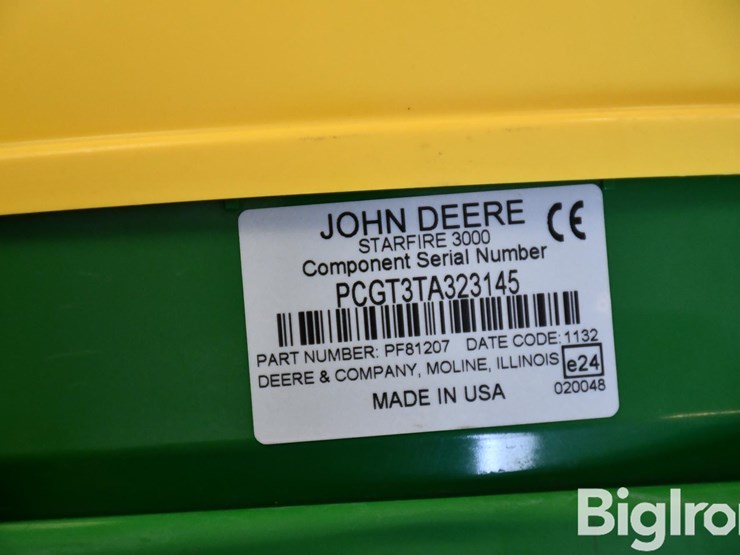 JOHN DEERE
STARFIRE 3000
CE
Component Serial Number
PCGT3TA323145
PART NUMBER: PF81207 DATE CODE: 1132
DEERE & COMPANY, MOLINE, ILLINOIS
e24
020048
MADE IN USA
BigIron